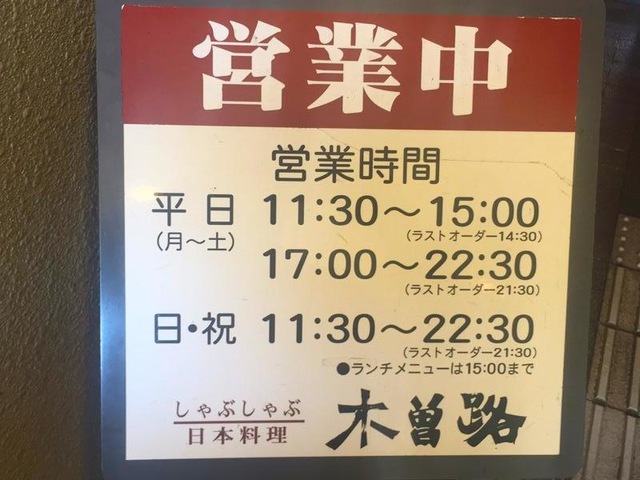 営業中
営業時間
平日 11:30～15:00
(月～土) (ラストオーダー14:30)
17:00～22:30
(ラストオーダー21:30)
日・祝 11:30～22:30
(ラストオーダー21:30)
●ランチメニューは15:00まで
しゃぶしゃぶ
日本料理
木曽路